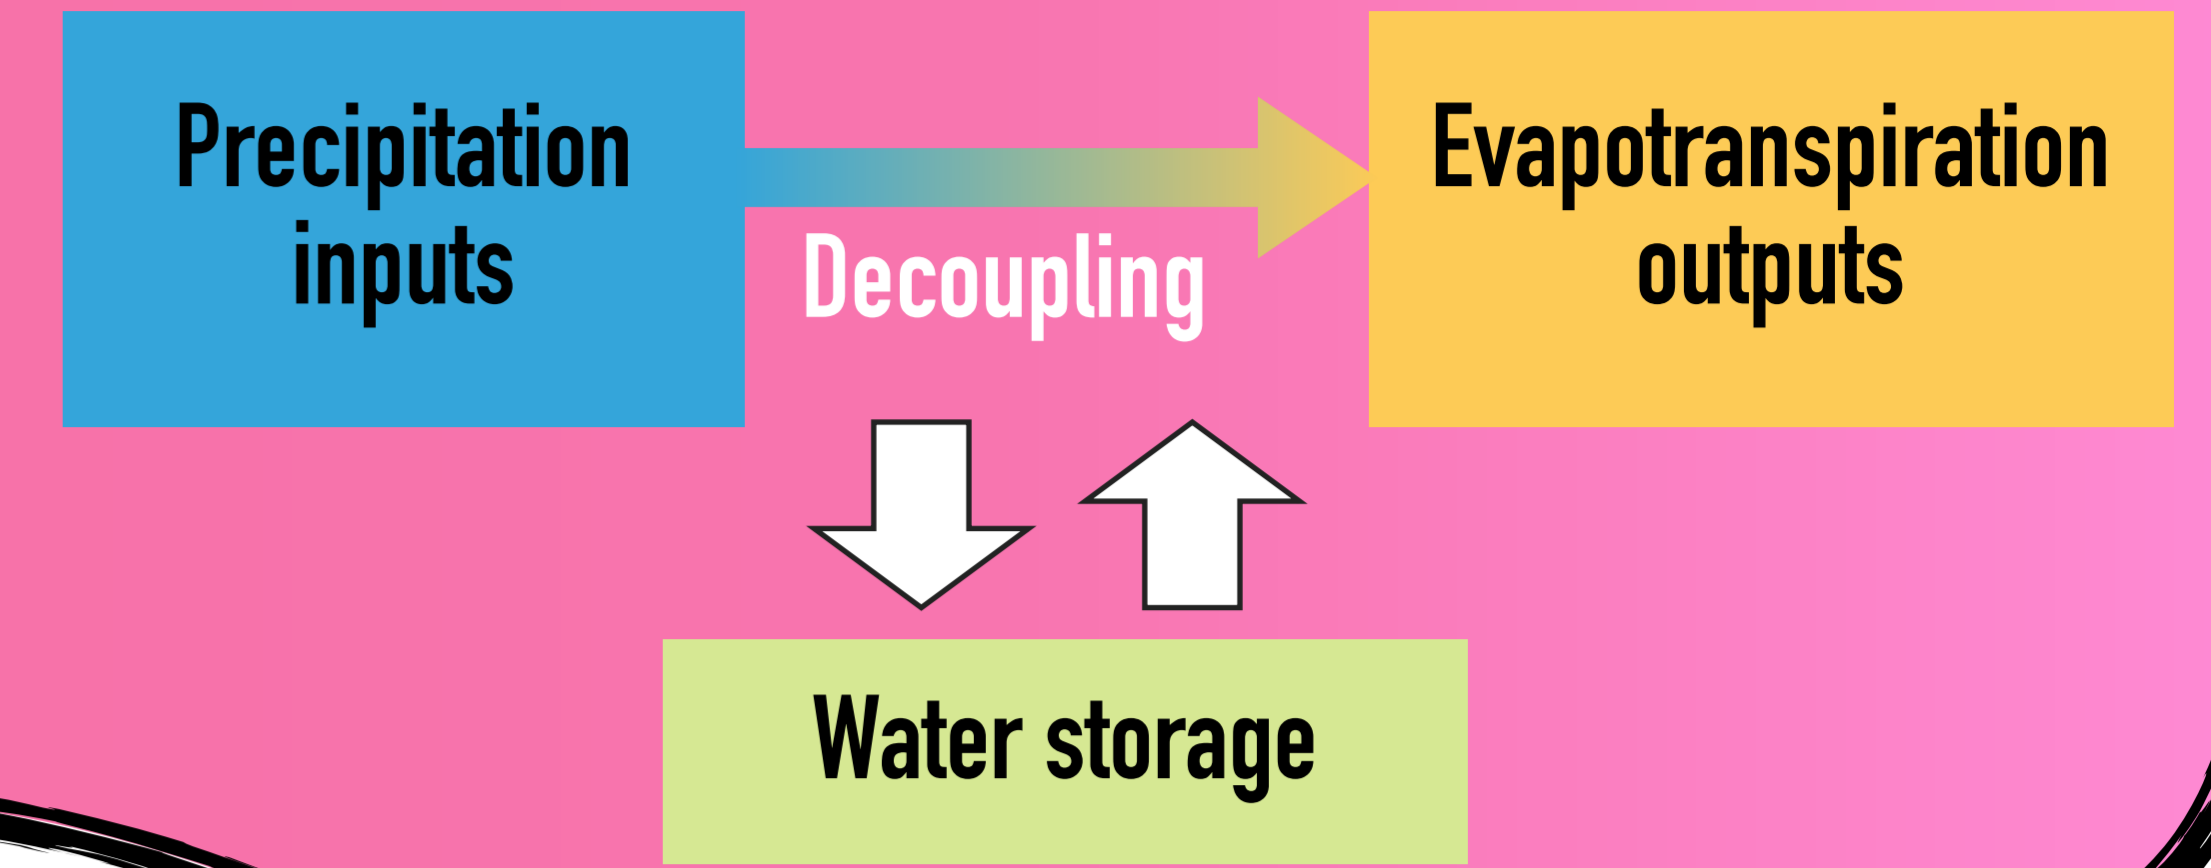 Precipitation
inputs
Decoupling
Evapotranspiration
outputs
Water storage